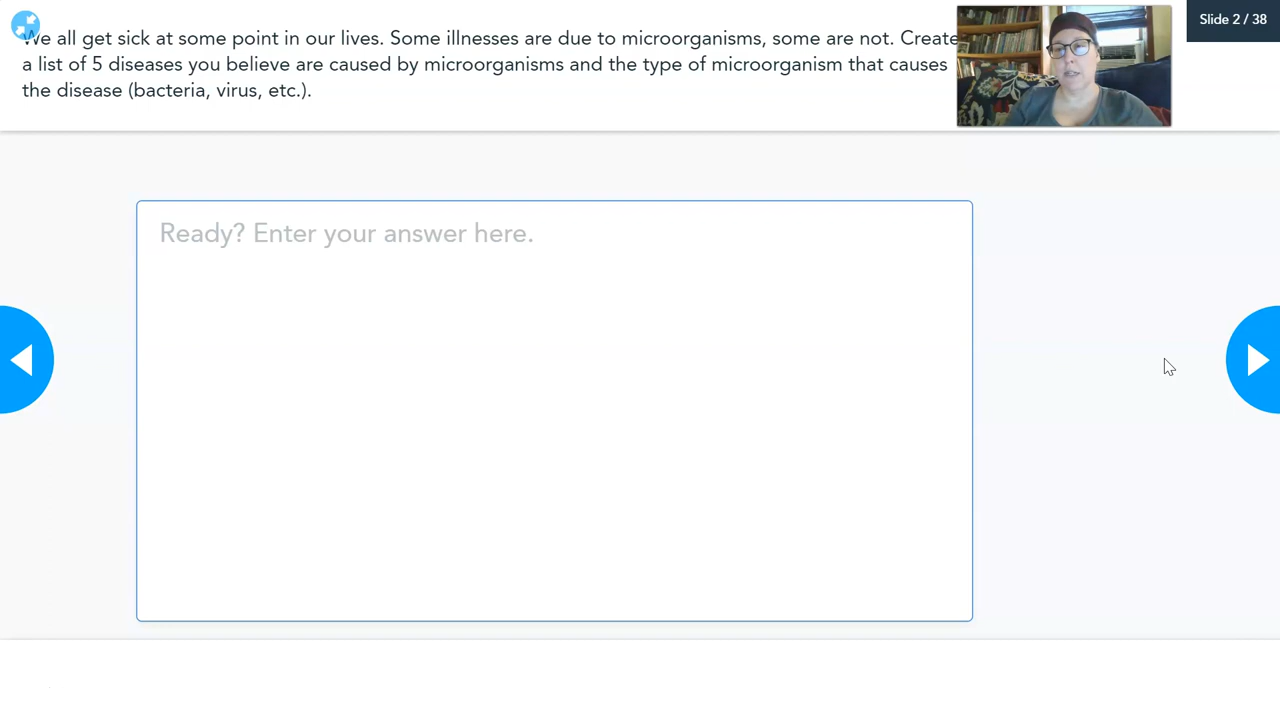 Slide 2 / 38
We all get sick at some point in our lives. Some illnesses are due to microorganisms, some are not. Create
a list of 5 diseases you believe are caused by microorganisms and the type of microorganism that causes
the disease (bacteria, virus, etc.).
Ready? Enter your answer here.